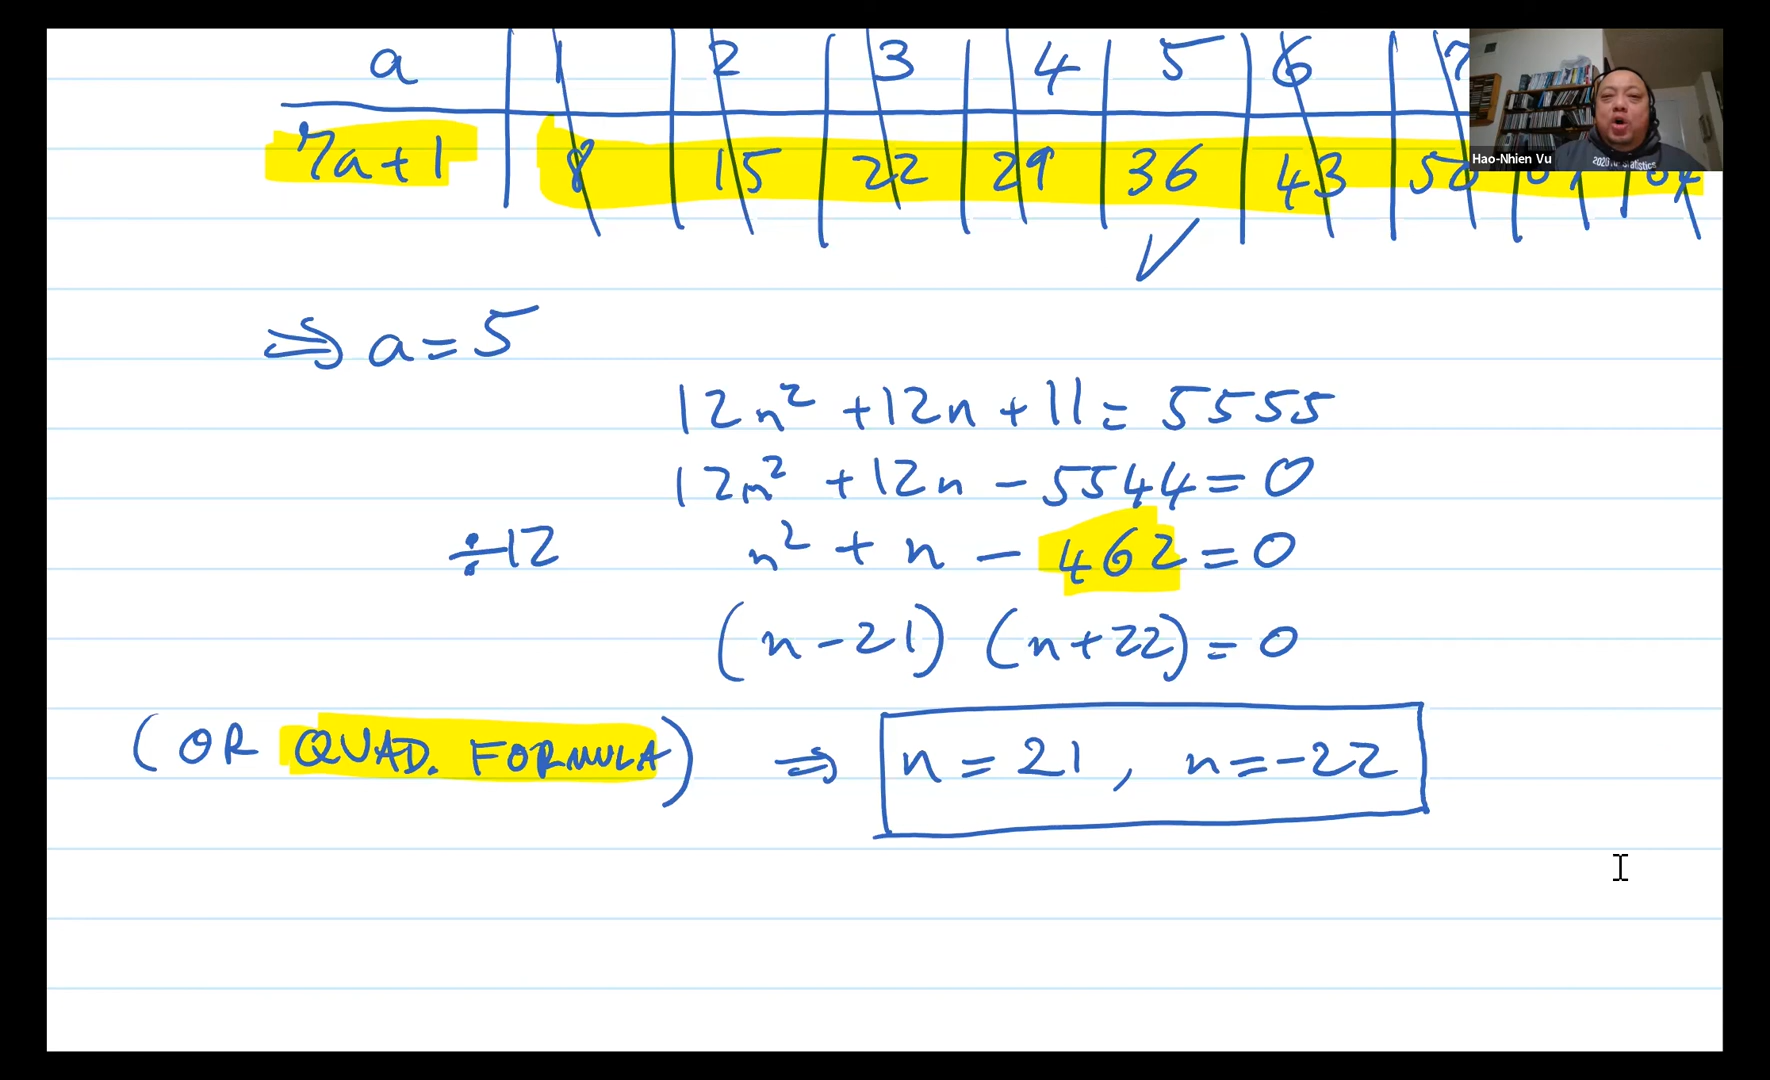 a 1 2 3 4 5 6 7
Hao-Nhien Vu
7a+1 8 15 22 29 36 43 50
✓
⇒ a=5
12n² +12n +11 = 5555
12n² +12n - 5544 = 0
÷12 n² + n - 462 = 0
(n-21) (n+22) = 0
(OR QUAD. FORMULA) ⇒ n = 21, n=-22